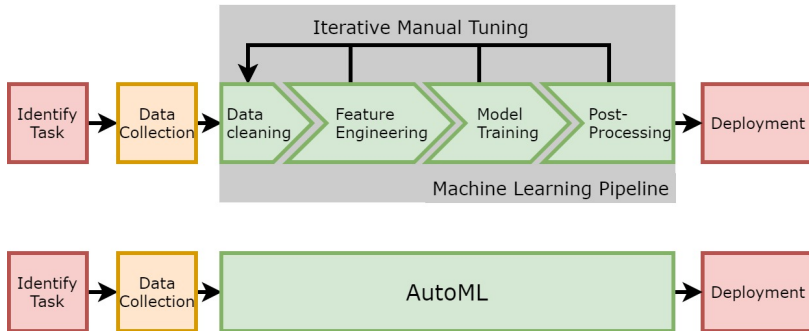 Iterative Manual Tuning
Identify
Task
Data
Collection
Data
cleaning
Feature
Engineering
Model
Training
Post-
Processing
Deployment
Machine Learning Pipeline
Identify
Task
Data
Collection
AutoML
Deployment